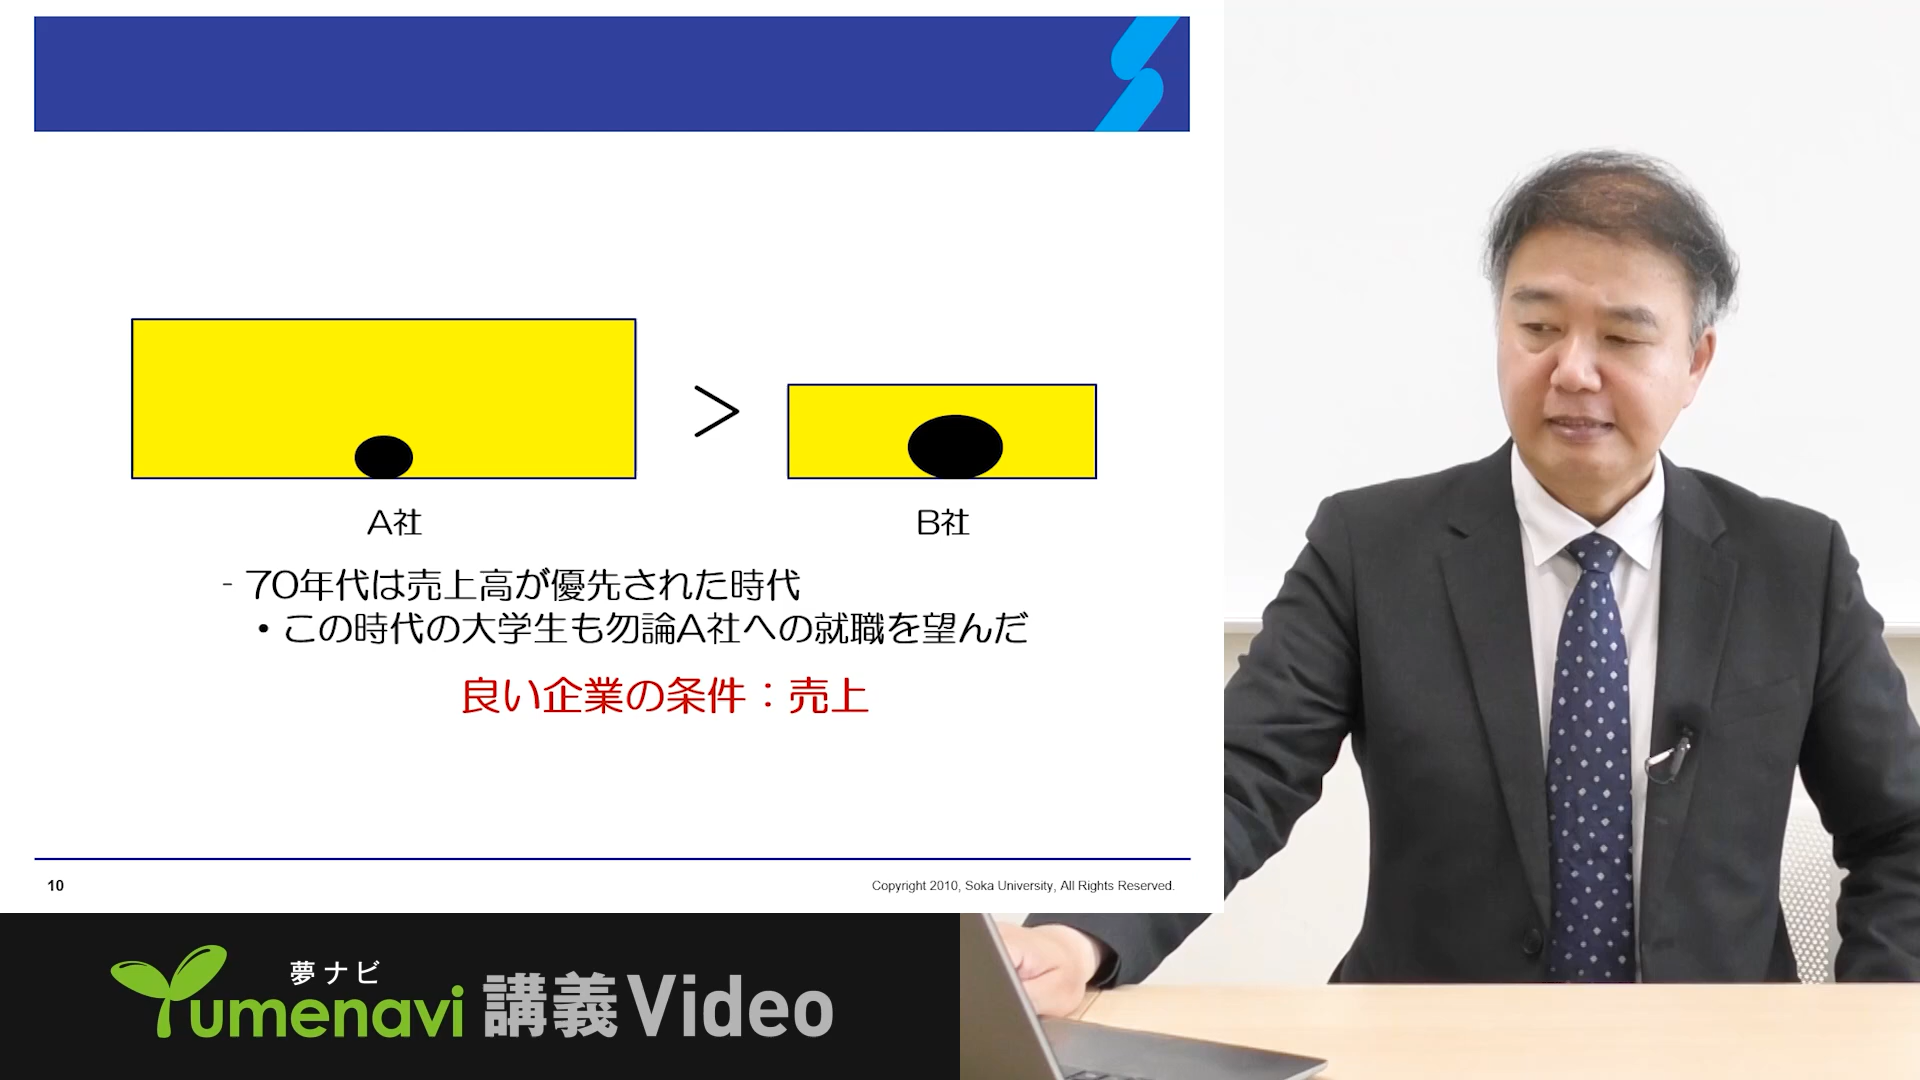 >
A社
B社
- 70年代は売上高が優先された時代
• この時代の大学生も勿論A社への就職を望んだ
良い企業の条件：売上
10
Copyright 2010, Soka University, All Rights Reserved.
夢ナビ
Yumenavi 講義Video